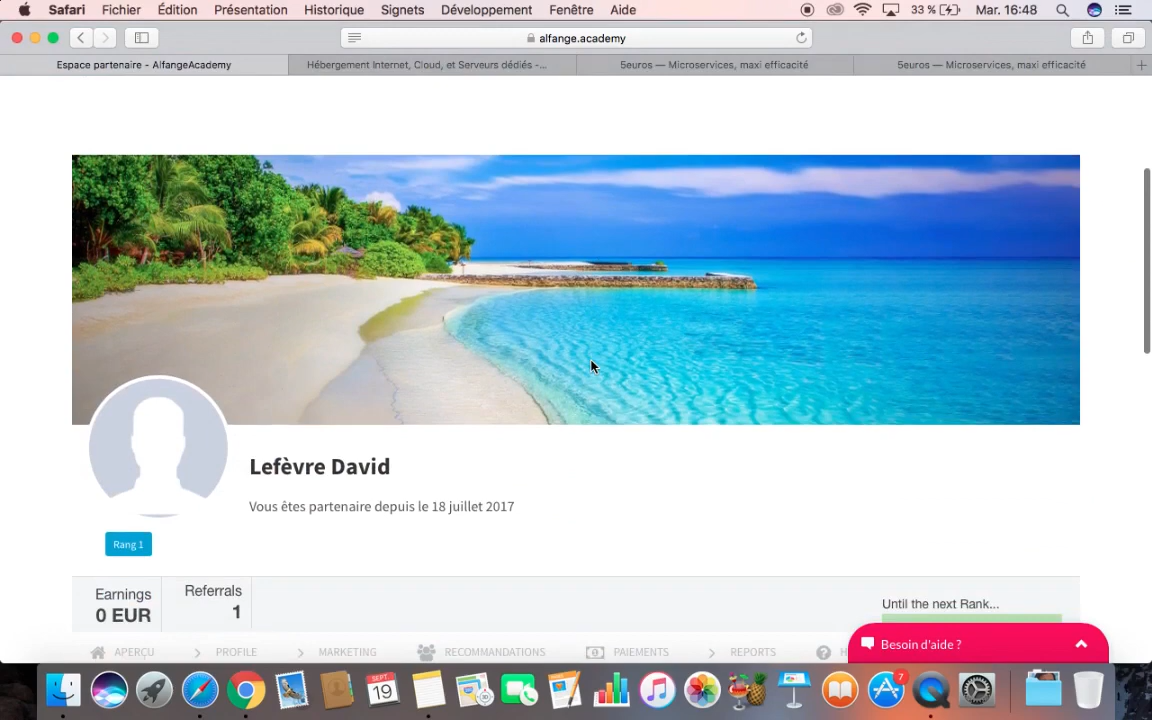 Safari Fichier Édition Présentation Historique Signets Développement Fenêtre Aide 33 % Mar. 16:48
alfange.academy
Espace partenaire - AlfangeAcademy Hébergement Internet, Cloud, et Serveurs dédiés -... 5euros — Microservices, maxi efficacité 5euros — Microservices, maxi efficacité
Lefèvre David
Vous êtes partenaire depuis le 18 juillet 2017
Rang 1
Earnings
0 EUR
Referrals
1
Until the next Rank...
Besoin d'aide ?
APERÇU PROFILE MARKETING RECOMMANDATIONS PAIEMENTS REPORTS
SEPT.
19
7